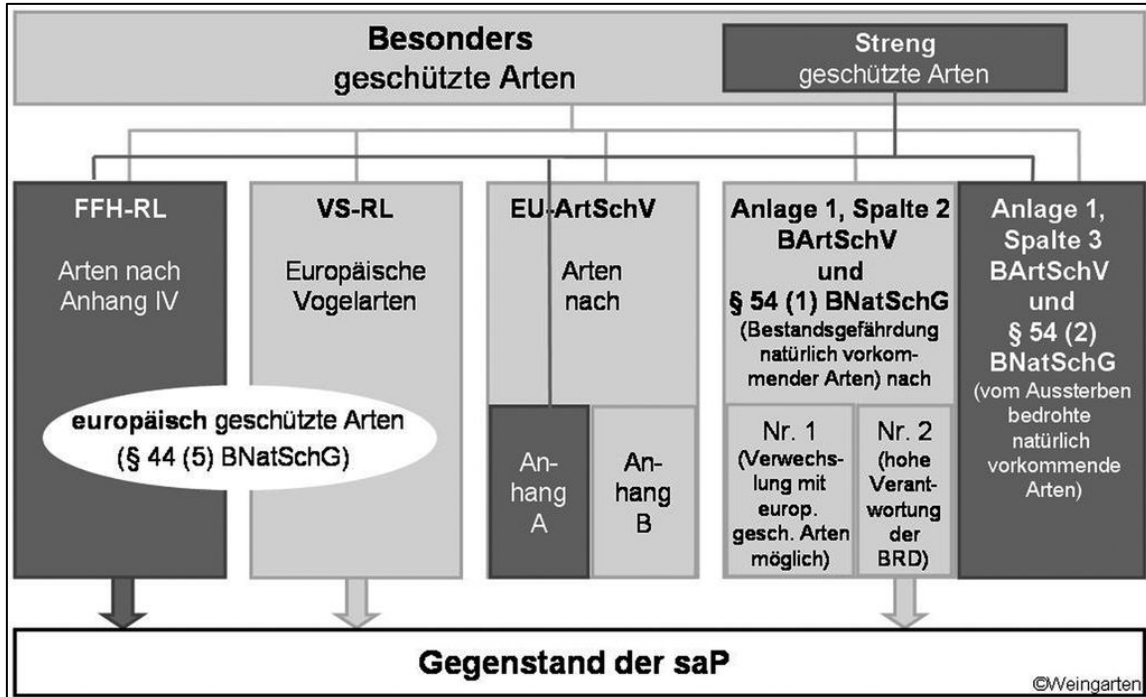 Besonders
geschützte Arten
Streng
geschützte Arten
FFH-RL
Arten nach
Anhang IV
VS-RL
Europäische
Vogelarten
europäisch geschützte Arten
(§ 44 (5) BNatSchG)
EU-ArtSchV
Arten
nach
An-
hang
A
An-
hang
B
Anlage 1, Spalte 2
BArtSchV
und
§ 54 (1) BNatSchG
(Bestandsgefährdung
natürlich vorkom-
mender Arten) nach
Nr. 1
(Verwechs-
lung mit
europ.
gesch. Arten
möglich)
Nr. 2
(hohe
Verant-
wortung
der
BRD)
Anlage 1,
Spalte 3
BArtSchV
und
§ 54 (2)
BNatSchG
(vom Aussterben
bedrohte
natürlich
vorkommende
Arten)
Gegenstand der saP
©Weingarten